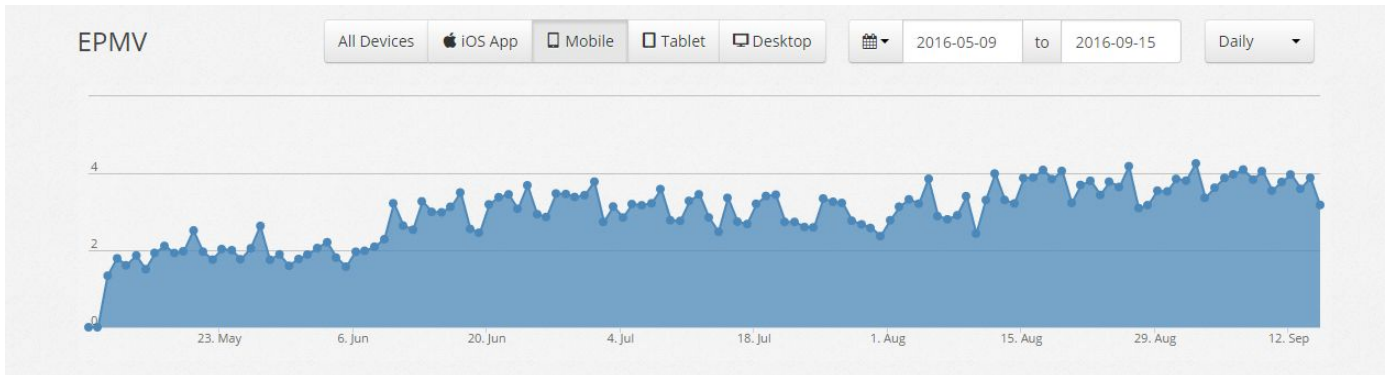 EPMV
All Devices iOS App Mobile Tablet Desktop 2016-05-09 to 2016-09-15 Daily
4
2
0
23. May 6. Jun 20. Jun 4. Jul 18. Jul 1. Aug 15. Aug 29. Aug 12. Sep